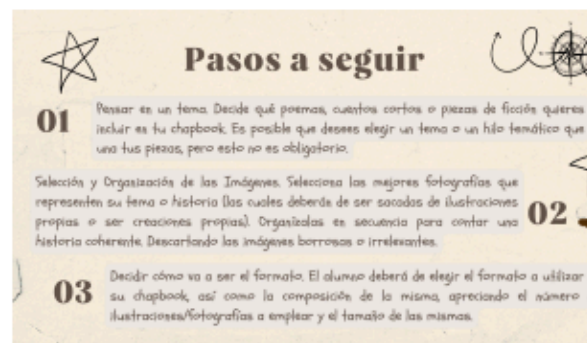 Pasos a seguir
01
Pensar en un tema. Decide qué poemas, cuentos cortos o piezas de ficción quieres
incluir en tu chapbook. Es posible que desees elegir un tema o un hilo temático que
una tus piezas, pero esto no es obligatorio.
Selección y Organización de las Imágenes. Selecciona las mejores fotografías que
representen su tema o historia (las cuales deberán de ser sacadas de ilustraciones
propias o ser creaciones propias). Organízalas en secuencia para contar una
historia coherente. Descartando las imágenes borrosas o irrelevantes.
02
03
Decidir cómo va a ser el formato. El alumno deberá de elegir el formato a utilizar
su chapbook, así como la composición de la misma, apreciando el número
ilustraciones/fotografías a emplear y el tamaño de las mismas.